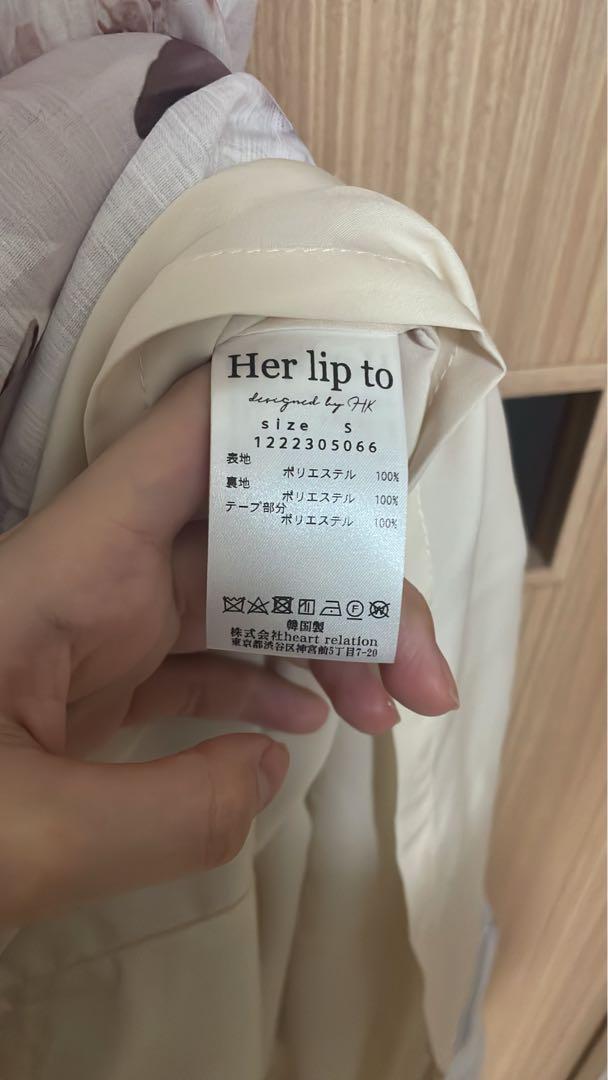 Her lip to
designed by HK
size S
1222305066
表地
ポリエステル 100%
裏地
ポリエステル 100%
テープ部分
ポリエステル 100%
韓国製
株式会社heart relation
東京都渋谷区神宮前5丁目7-20